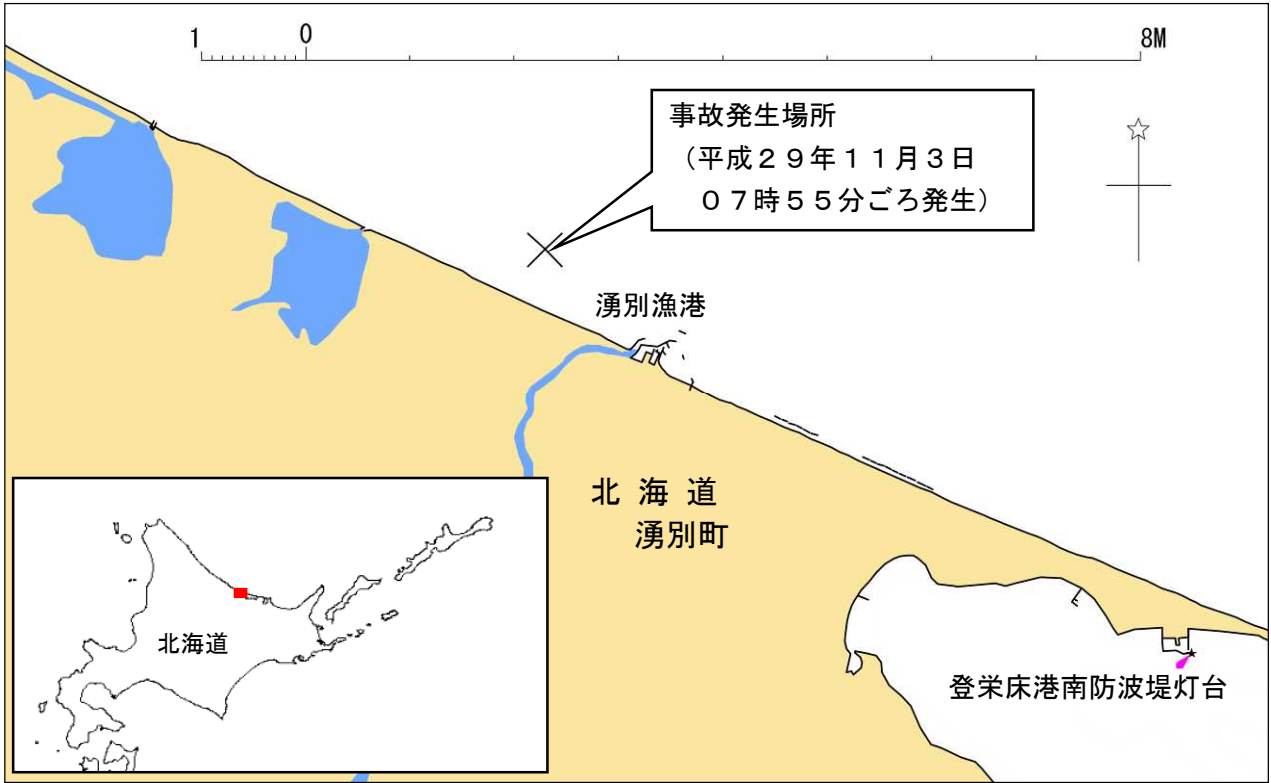 1 0 8M
事故発生場所
（平成２９年１１月３日
０７時５５分ごろ発生）
湧別漁港
北 海 道
湧別町
北海道
登栄床港南防波堤灯台